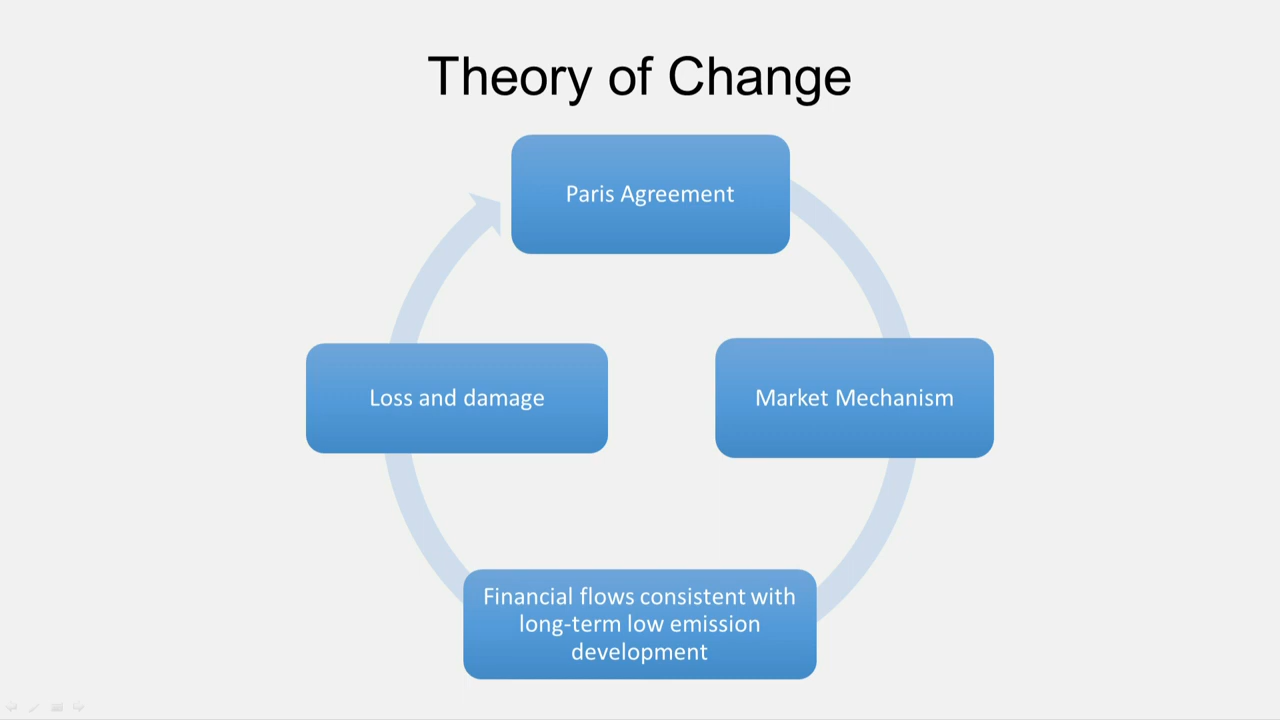 Theory of Change
Paris Agreement
Loss and damage
Market Mechanism
Financial flows consistent with
long-term low emission
development